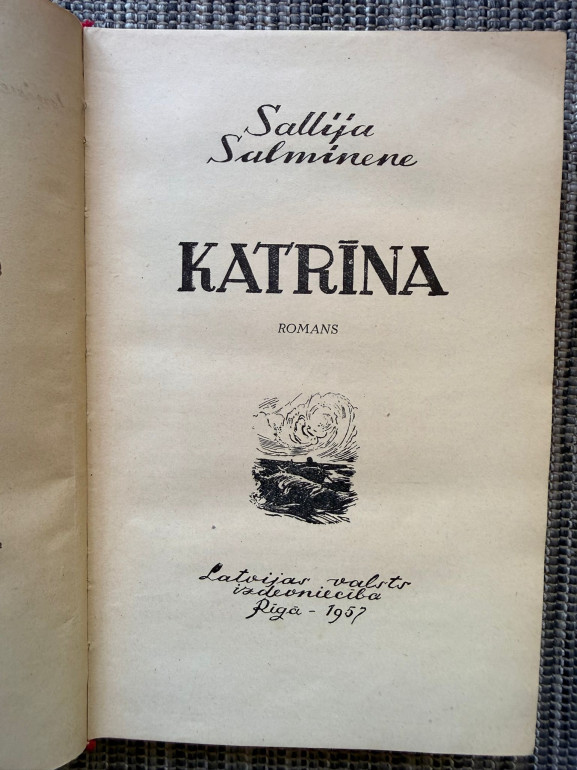 Sallija
Salminene
KATRĪNA
ROMANS
Latvijas valsts
izdevniecība
Rīgā - 1957